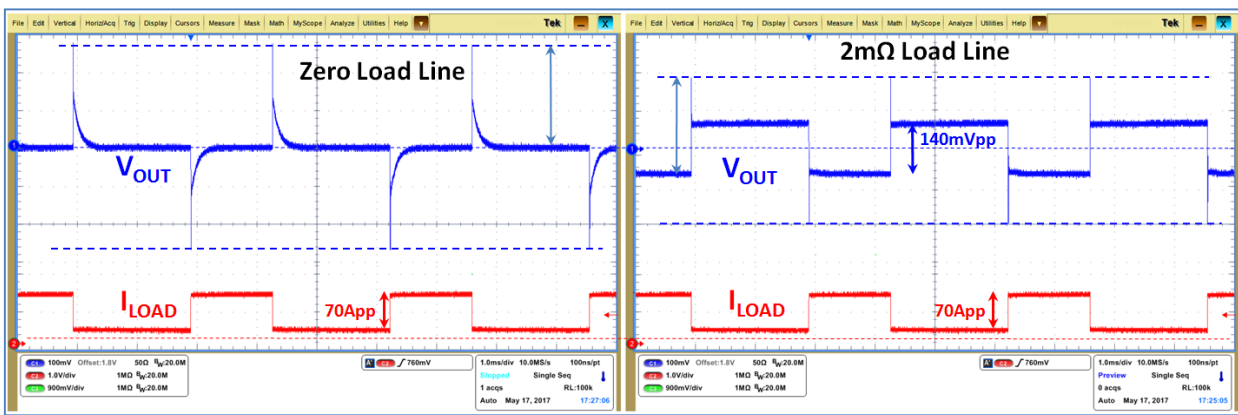 File Edit Vertical Horiz/Acq Trig Display Cursors Measure Mask Math MyScope Analyze Utilities Help Tek X
Zero Load Line
1
VOUT
ILOAD
70App
2
C1 100mV Offset:1.8V 50Ω BW:20.0M
C2 1.0V/div 1MΩ BW:20.0M
900mV/div 1MΩ BW:20.0M
A' C2 760mV
1.0ms/div 10.0MS/s 100ns/pt
Stopped Single Seq
1 acqs RL:100k
Auto May 17, 2017 17:27:06
File Edit Vertical Horiz/Acq Trig Display Cursors Measure Mask Math MyScope Analyze Utilities Help Tek X
2mΩ Load Line
1
140mVpp
VOUT
ILOAD
70App
2
C1 100mV Offset:1.8V 50Ω BW:20.0M
C2 1.0V/div 1MΩ BW:20.0M
900mV/div 1MΩ BW:20.0M
A' C2 760mV
1.0ms/div 10.0MS/s 100ns/pt
Preview Single Seq
0 acqs RL:100k
Auto May 17, 2017 17:25:05